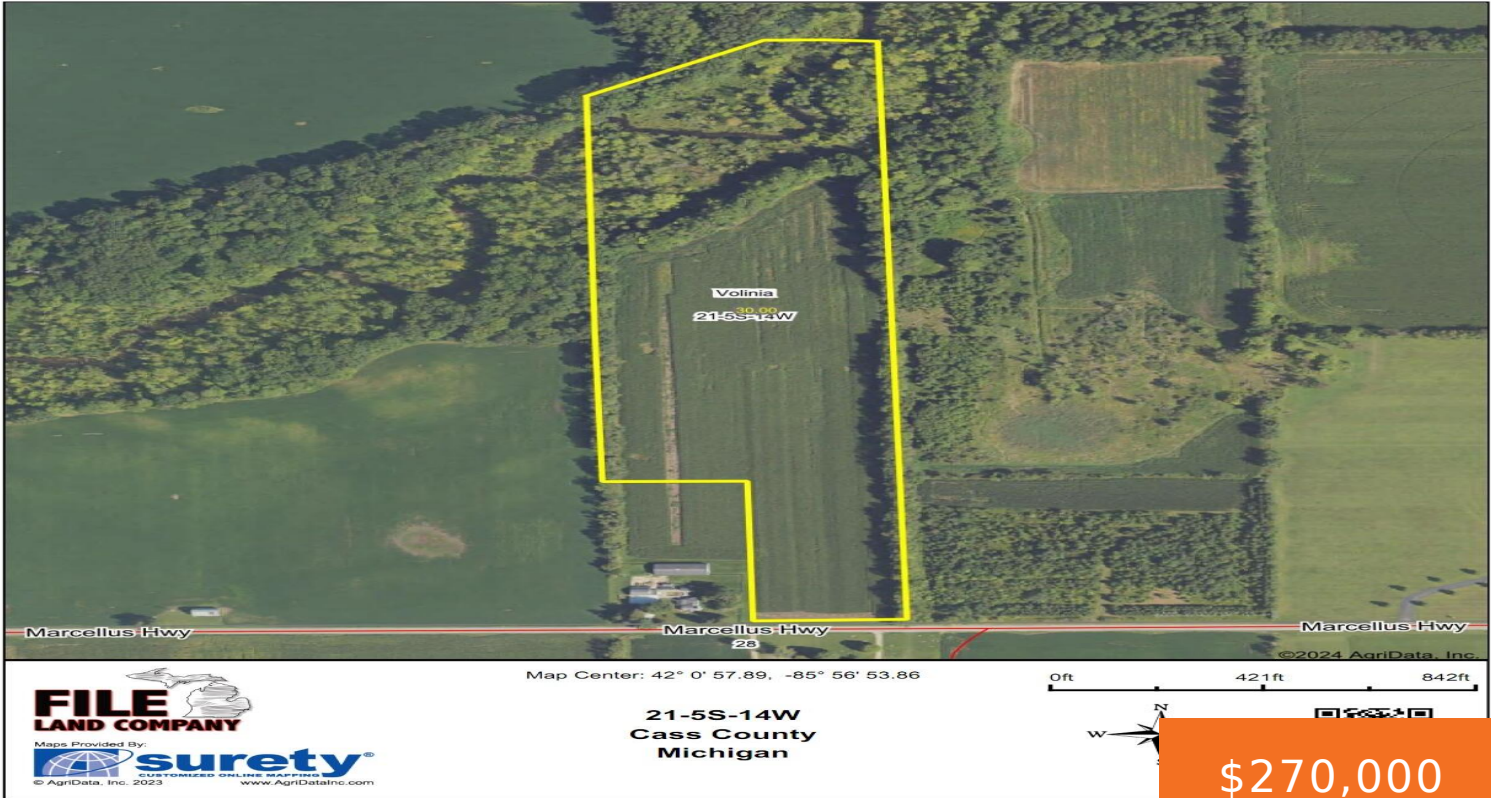 Volinia
30.00
21-5S-14W
Marcellus Hwy
Marcellus Hwy
Marcellus Hwy
28
©2024 AgriData, Inc.
FILE
LAND COMPANY
Maps Provided By:
surety®
CUSTOMIZED ONLINE MAPPING
© AgriData, Inc. 2023
www.AgriDataInc.com
Map Center: 42° 0' 57.89, -85° 56' 53.86
21-5S-14W
Cass County
Michigan
0ft
421ft
842ft
N
W
$270,000